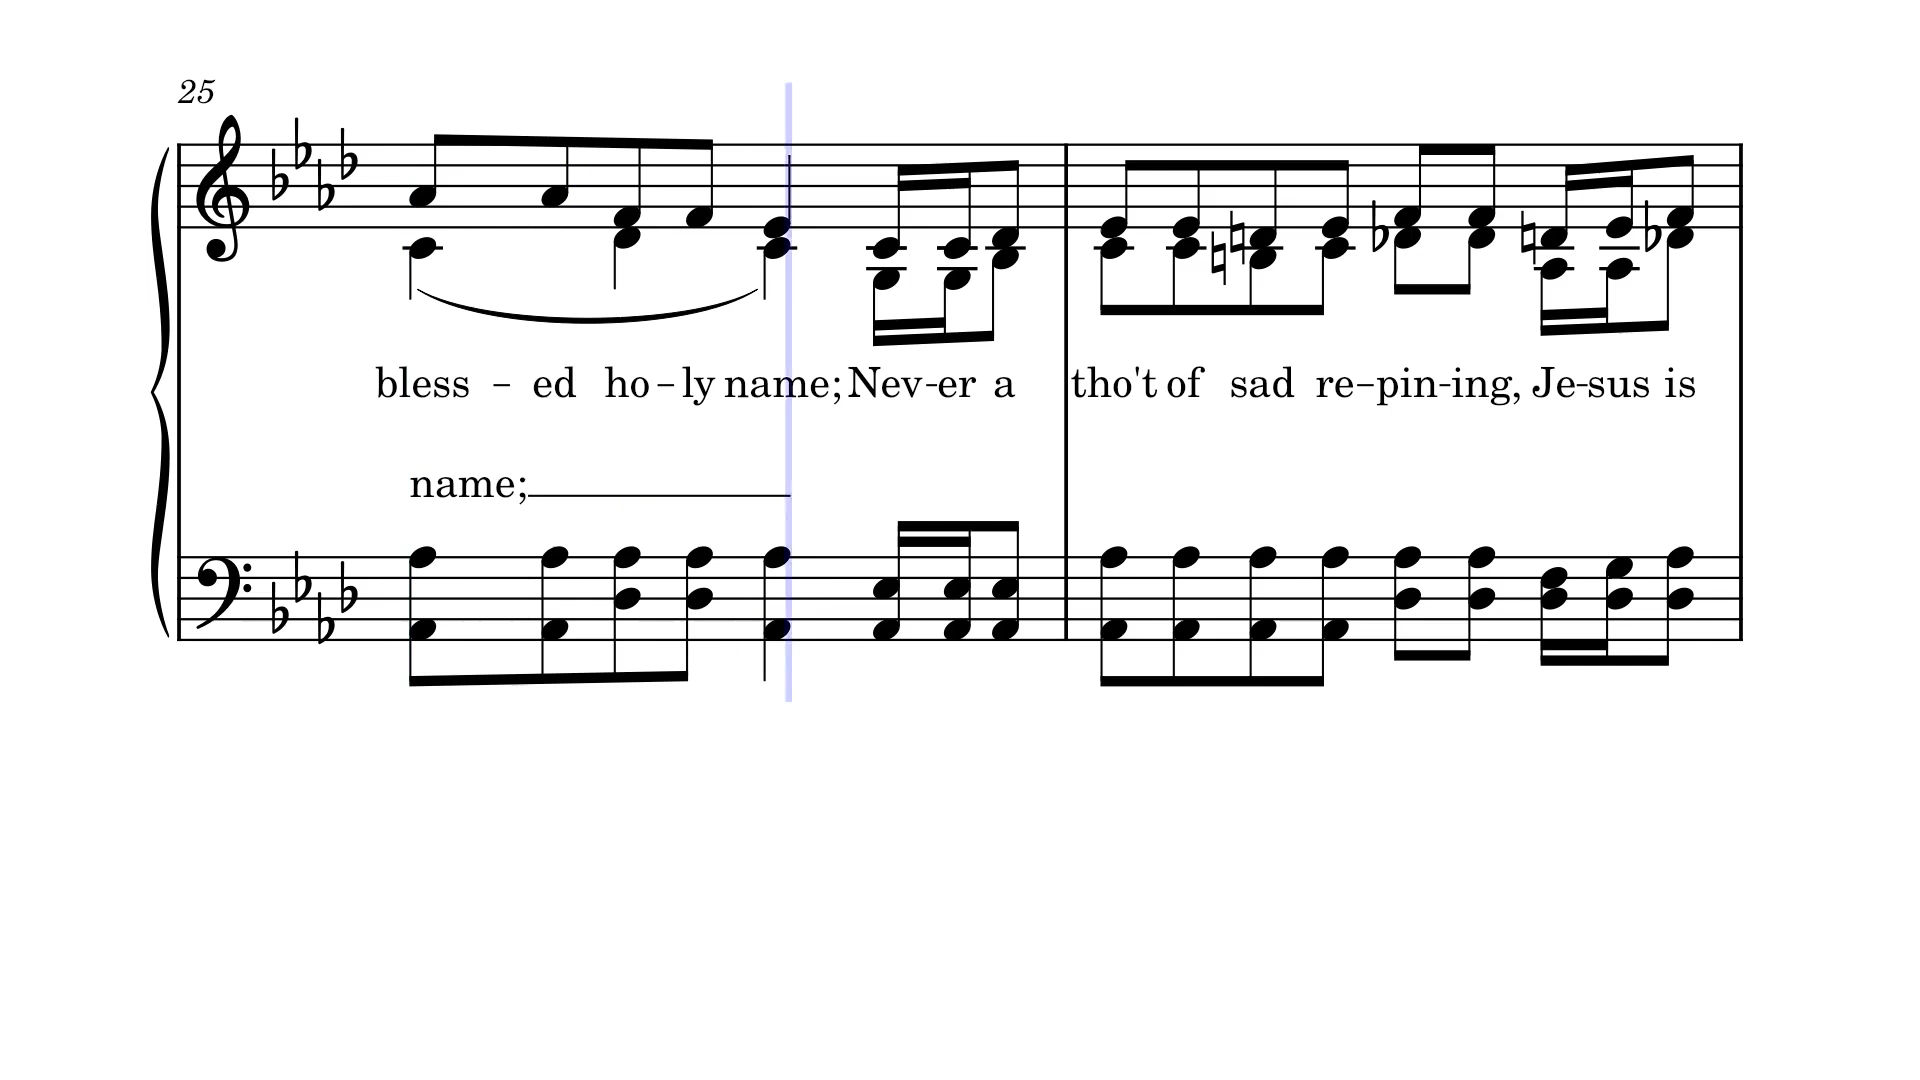 25
bless - ed ho - ly name; Nev-er a tho't of sad re-pin-ing, Je-sus is
name;